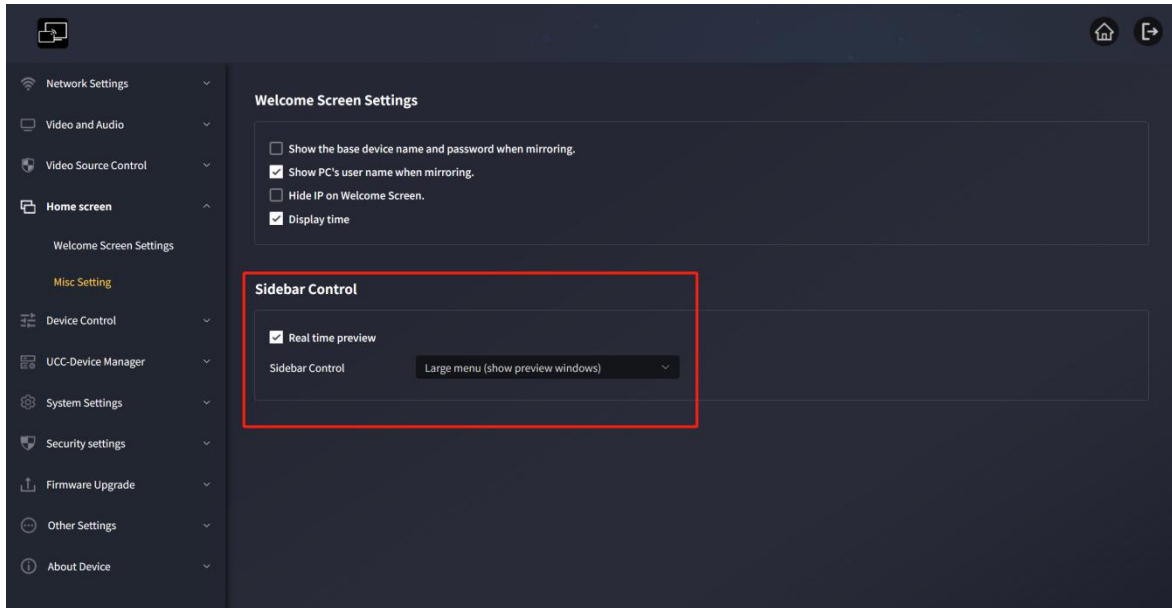 Network Settings
Video and Audio
Video Source Control
Home screen
Welcome Screen Settings
Misc Setting
Device Control
UCC-Device Manager
System Settings
Security settings
Firmware Upgrade
Other Settings
About Device
Welcome Screen Settings
Show the base device name and password when mirroring.
Show PC's user name when mirroring.
Hide IP on Welcome Screen.
Display time
Sidebar Control
Real time preview
Sidebar Control Large menu (show preview windows)